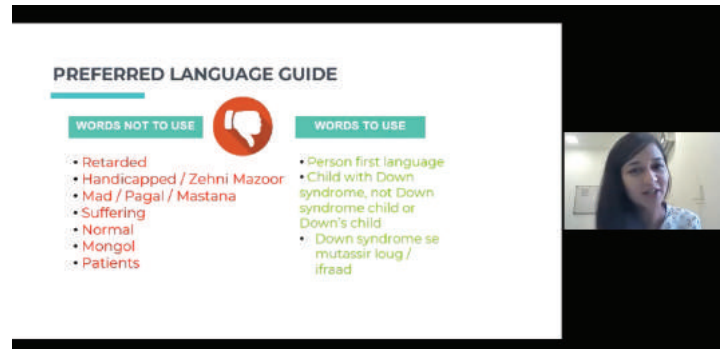 PREFERRED LANGUAGE GUIDE
WORDS NOT TO USE
• Retarded
• Handicapped / Zehni Mazoor
• Mad / Pagal / Mastana
• Suffering
• Normal
• Mongol
• Patients
WORDS TO USE
• Person first language
• Child with Down
syndrome, not Down
syndrome child or
Down's child
• Down syndrome se
mutassir loug /
ifraad